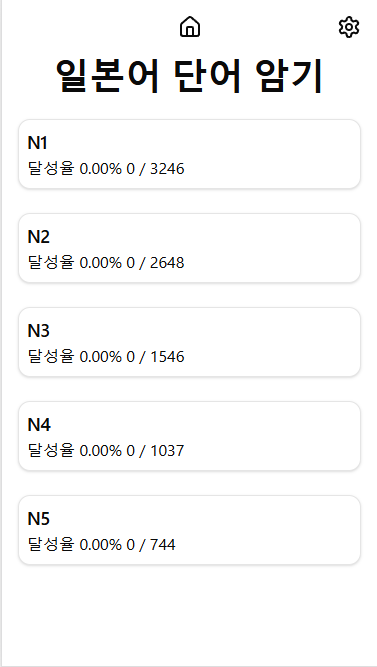 일본어 단어 암기
N1
달성율 0.00% 0 / 3246
N2
달성율 0.00% 0 / 2648
N3
달성율 0.00% 0 / 1546
N4
달성율 0.00% 0 / 1037
N5
달성율 0.00% 0 / 744